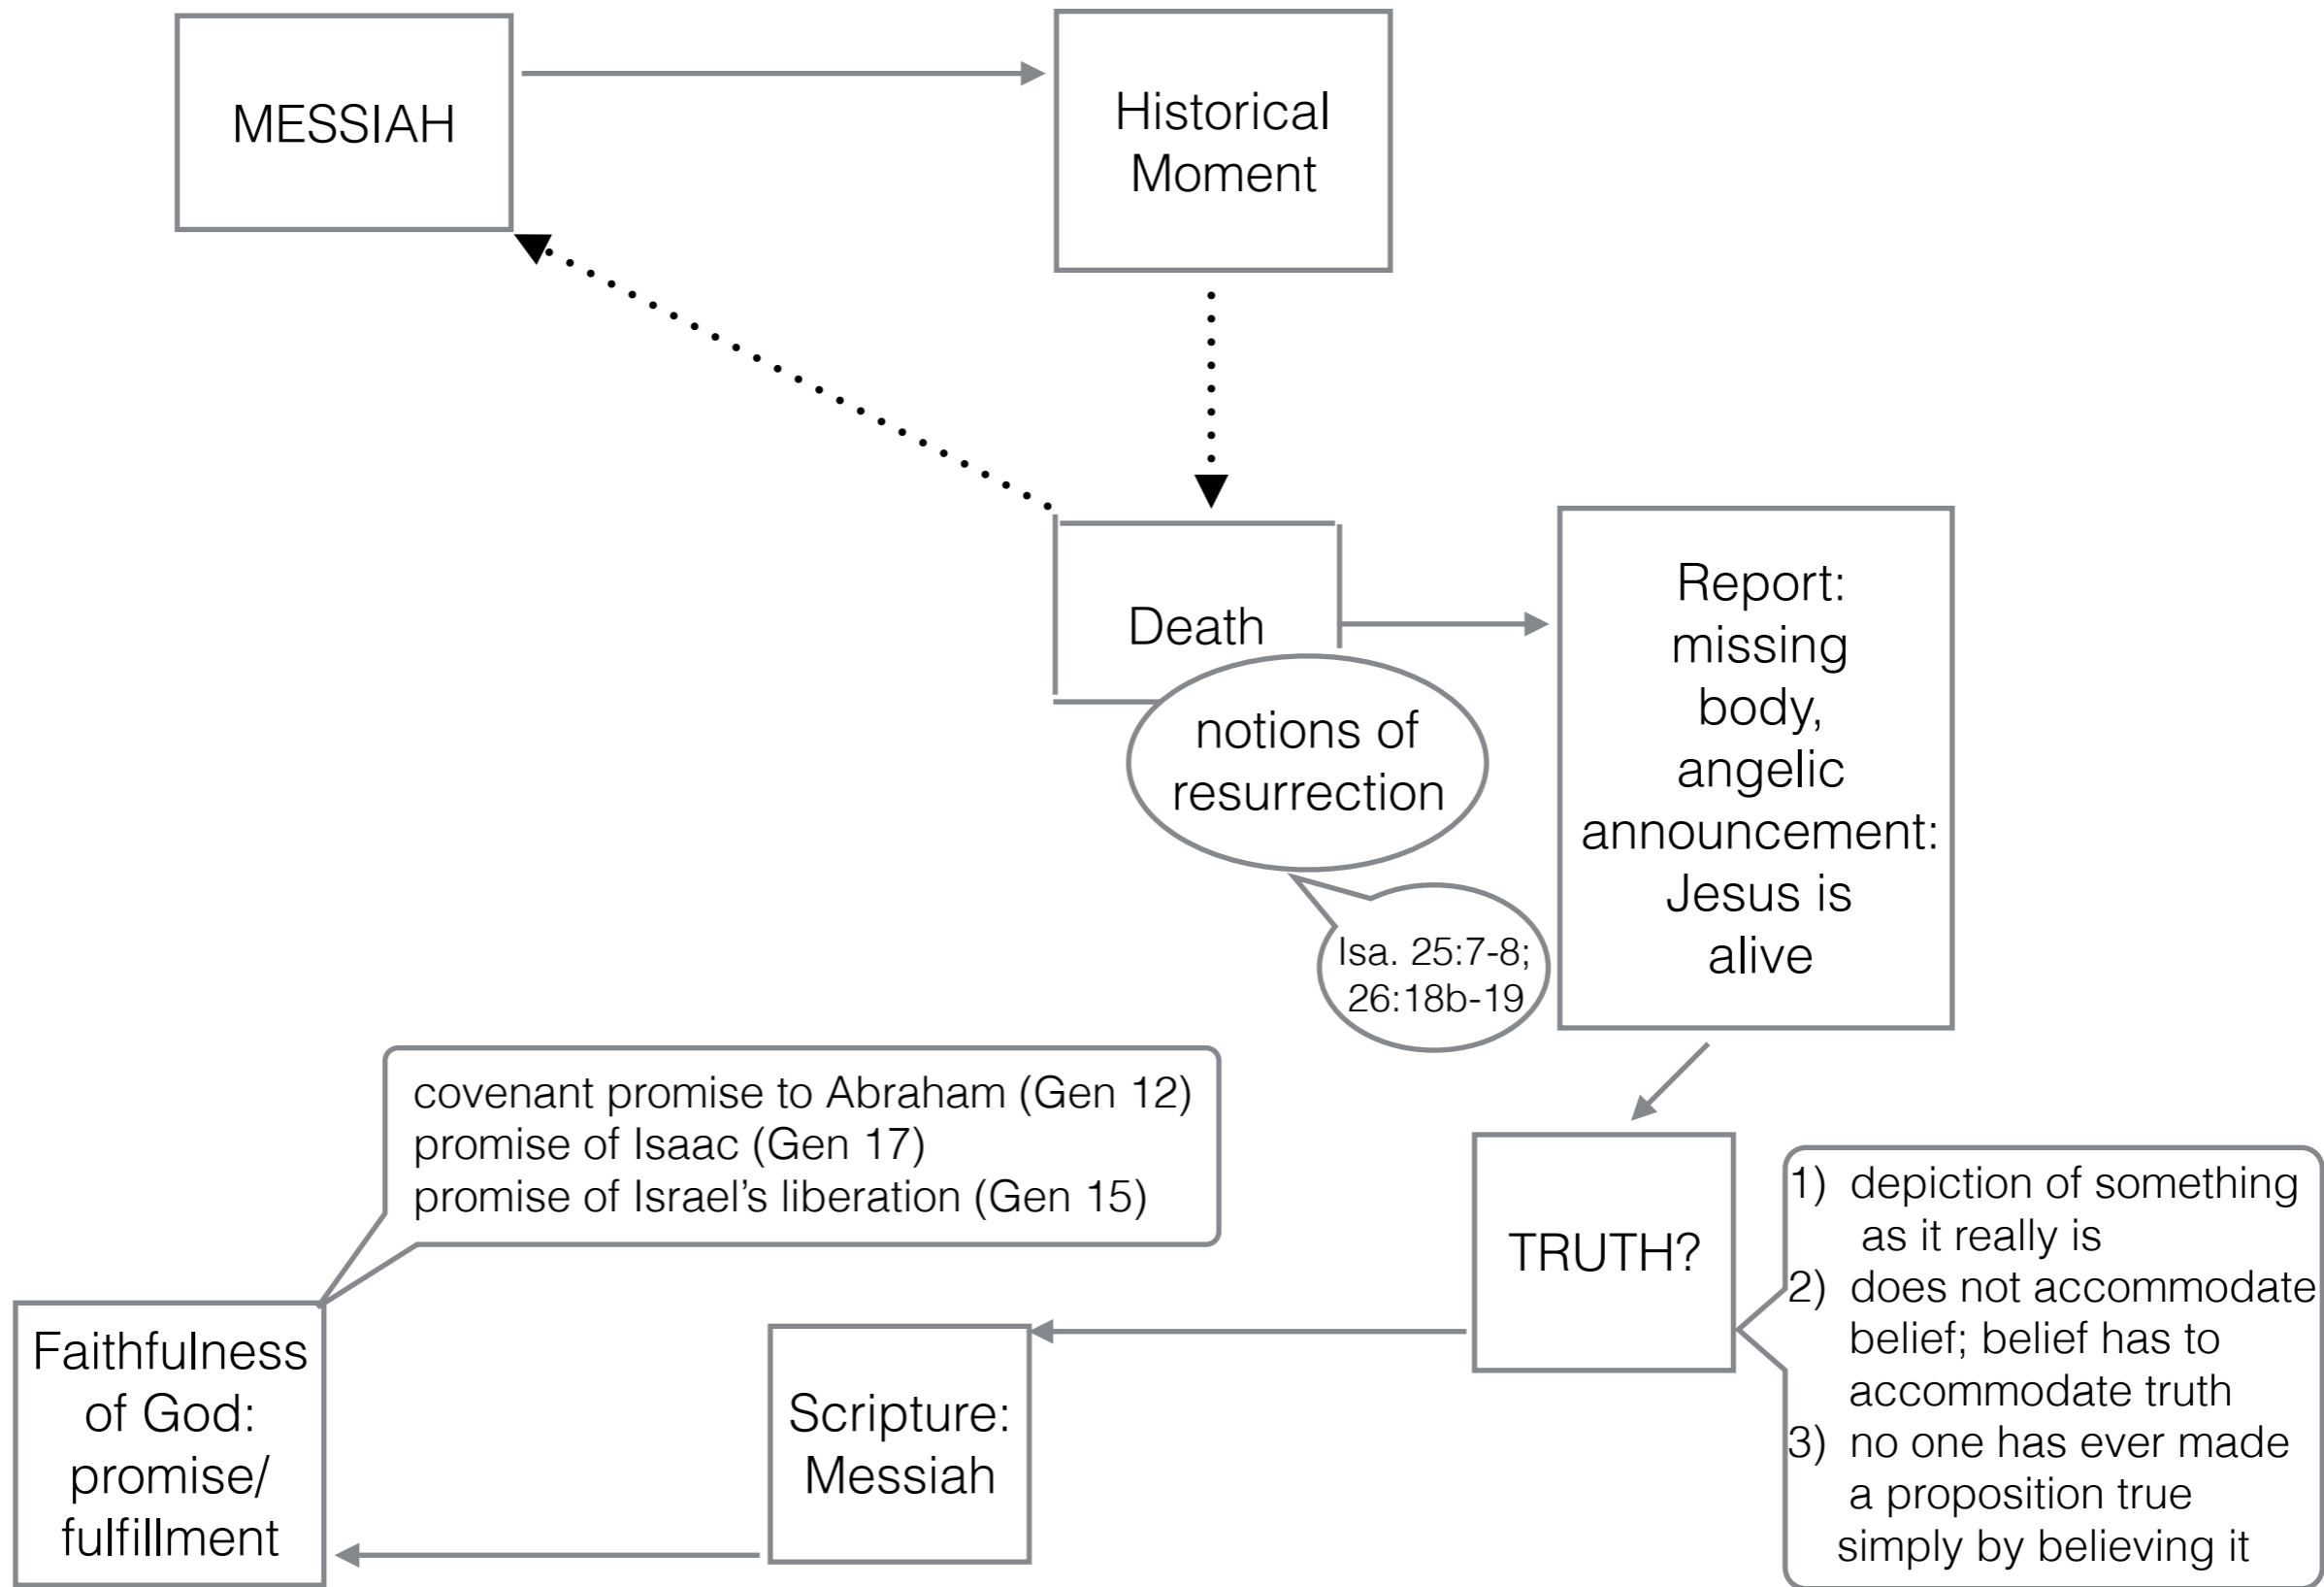 MESSIAH
Historical
Moment
Death
notions of
resurrection
Isa. 25:7-8;
26:18b-19
Report:
missing
body,
angelic
announcement:
Jesus is
alive
TRUTH?
1) depiction of something
as it really is
2) does not accommodate
belief; belief has to
accommodate truth
3) no one has ever made
a proposition true
simply by believing it
Scripture:
Messiah
covenant promise to Abraham (Gen 12)
promise of Isaac (Gen 17)
promise of Israel’s liberation (Gen 15)
Faithfulness
of God:
promise/
fulfillment